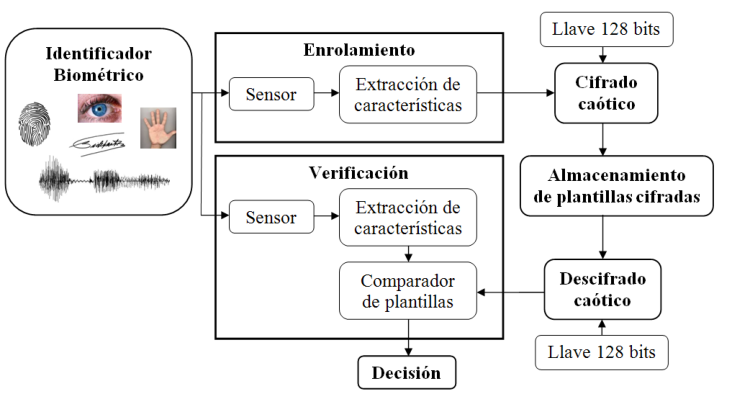 Identificador
Biométrico
Enrolamiento
Sensor
Extracción de
características
Llave 128 bits
Cifrado
caótico
Almacenamiento
de plantillas cifradas
Verificación
Sensor
Extracción de
características
Comparador
de plantillas
Descifrado
caótico
Llave 128 bits
Decisión